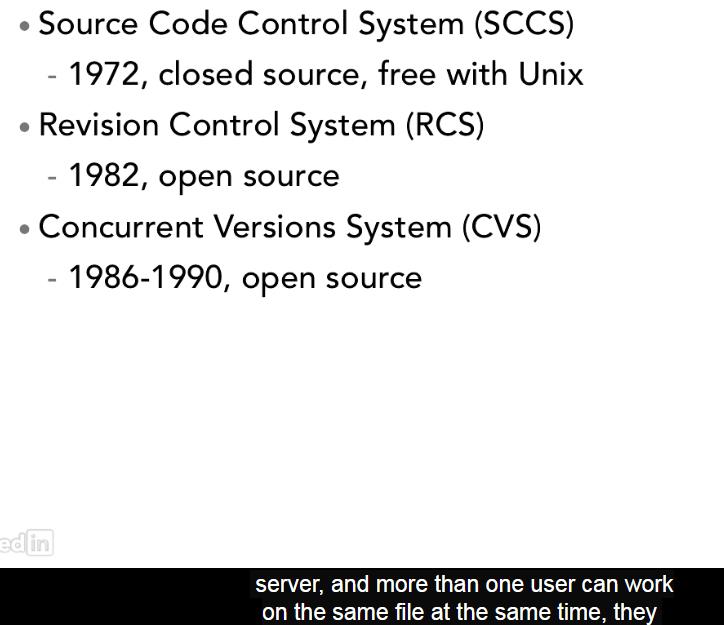 • Source Code Control System (SCCS)
- 1972, closed source, free with Unix
• Revision Control System (RCS)
- 1982, open source
• Concurrent Versions System (CVS)
- 1986-1990, open source
ed in
server, and more than one user can work
on the same file at the same time, they